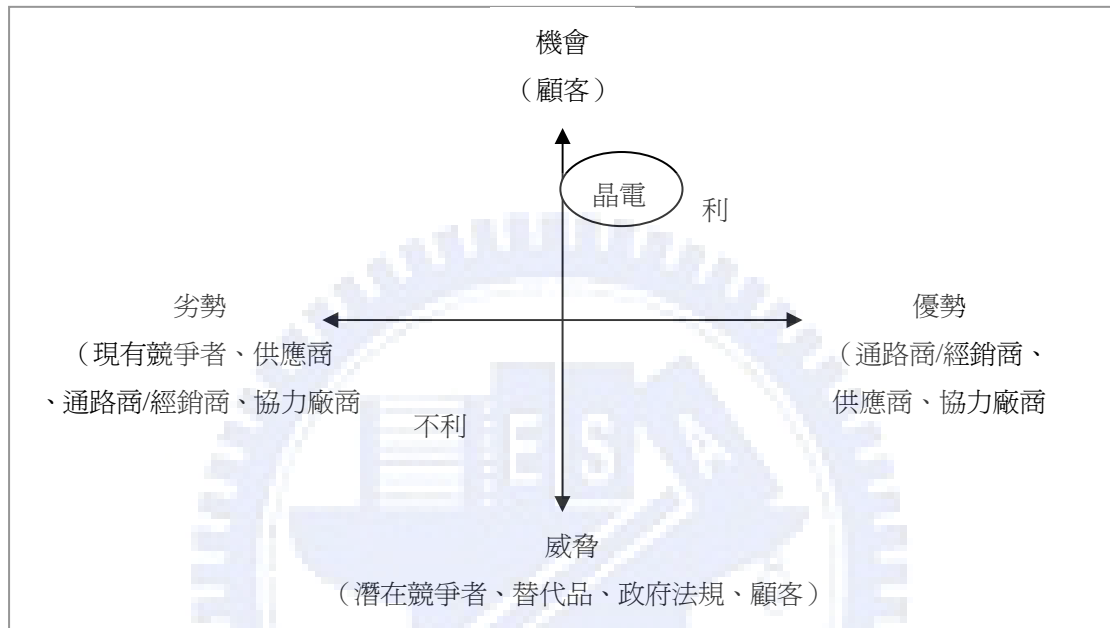 機會
（顧客）
晶電
利
劣勢
（現有競爭者、供應商
、通路商/經銷商、協力廠商
優勢
（通路商/經銷商、
供應商、協力廠商
不利
ESA
威脅
（潛在競爭者、替代品、政府法規、顧客）